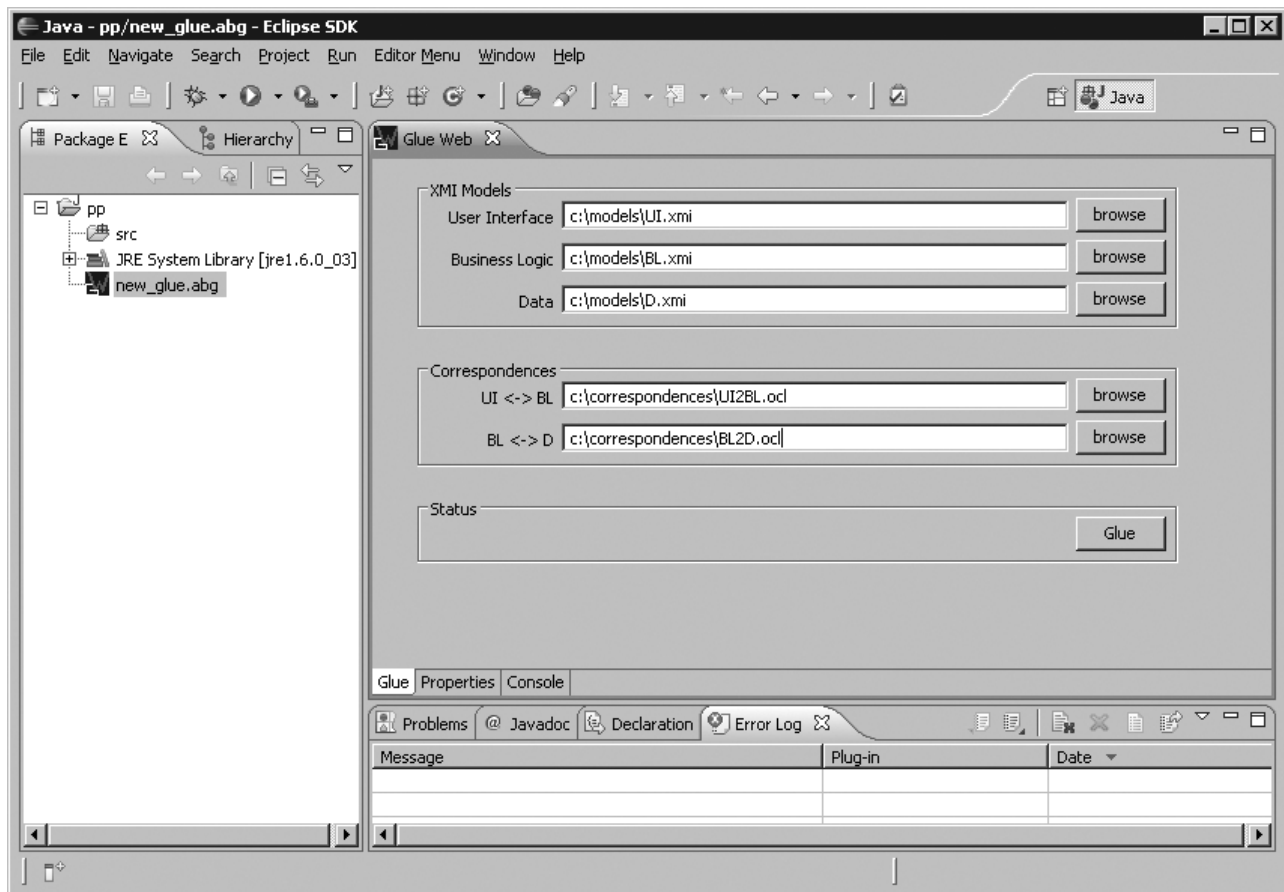 Java - pp/new_glue.abg - Eclipse SDK
File Edit Navigate Search Project Run Editor Menu Window Help
Java
Package E Hierarchy
pp
src
JRE System Library [jre1.6.0_03]
new_glue.abg
Glue Web
XMI Models
User Interface c:\models\UI.xmi browse
Business Logic c:\models\BL.xmi browse
Data c:\models\D.xmi browse
Correspondences
UI <-> BL c:\correspondences\UI2BL.ocl browse
BL <-> D c:\correspondences\BL2D.ocl browse
Status
Glue
Glue Properties Console
Problems @ Javadoc Declaration Error Log
Message Plug-in Date